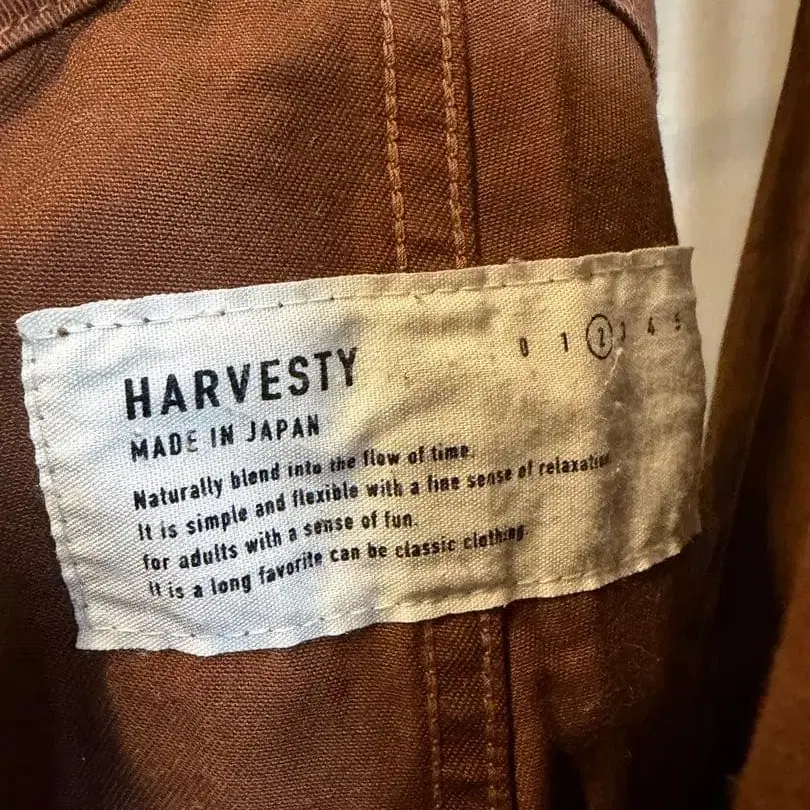 HARVESTY
0 1 2 3 4 5
MADE IN JAPAN
Naturally blend into the flow of time.
It is simple and flexible with a fine sense of relaxation
for adults with a sense of fun.
It is a long favorite can be classic clothing.